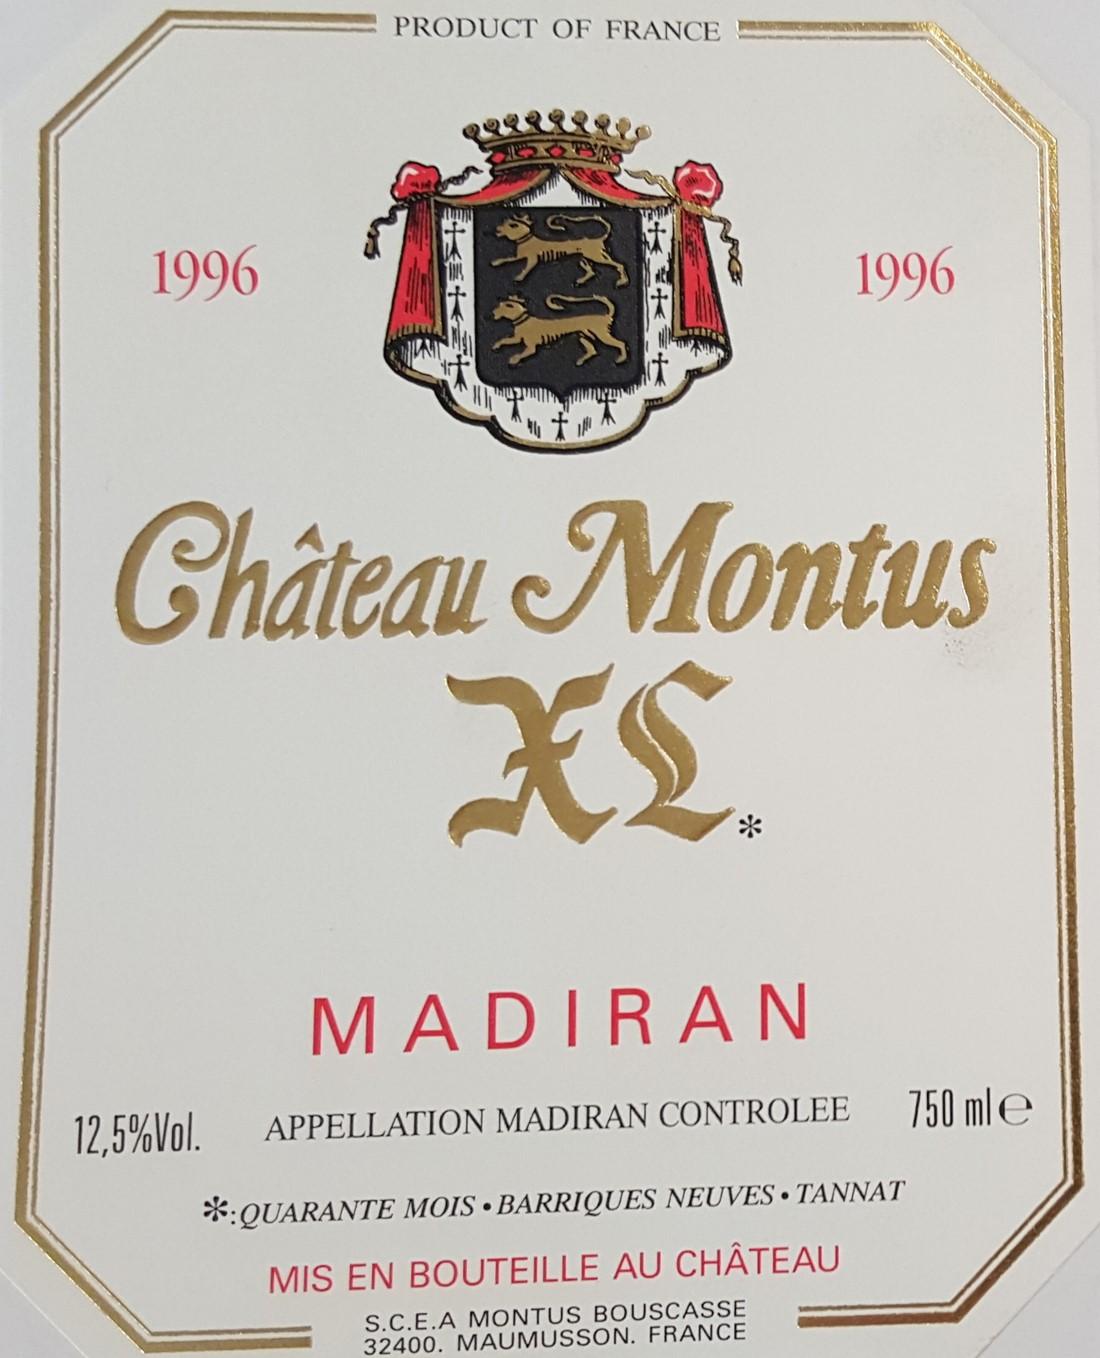 PRODUCT OF FRANCE
1996 1996
Château Montus
XL*
MADIRAN
12,5%Vol. APPELLATION MADIRAN CONTROLEE 750 ml e
*:QUARANTE MOIS • BARRIQUES NEUVES • TANNAT
MIS EN BOUTEILLE AU CHÂTEAU
S.C.E.A MONTUS BOUSCASSE
32400. MAUMUSSON. FRANCE